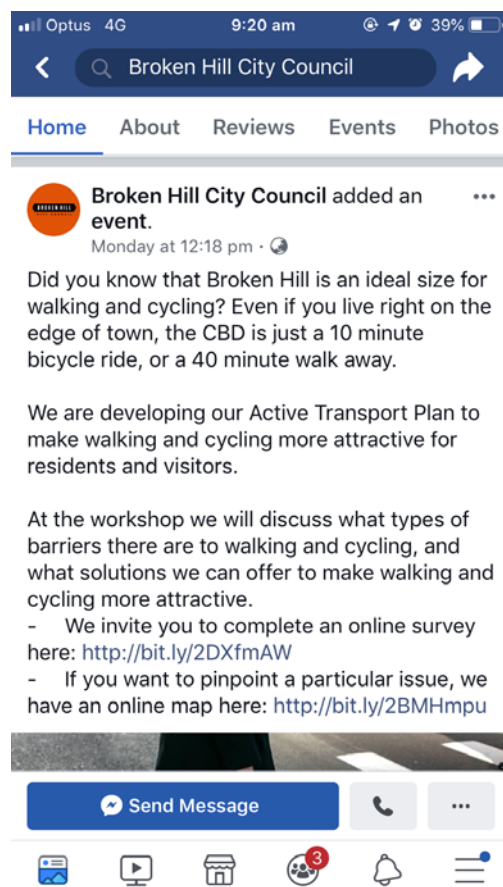 Optus 4G 9:20 am 39%
Broken Hill City Council
Home About Reviews Events Photos
Broken Hill City Council added an
event.
Monday at 12:18 pm ·
BROKEN HILL
CITY COUNCIL
Did you know that Broken Hill is an ideal size for
walking and cycling? Even if you live right on the
edge of town, the CBD is just a 10 minute
bicycle ride, or a 40 minute walk away.
We are developing our Active Transport Plan to
make walking and cycling more attractive for
residents and visitors.
At the workshop we will discuss what types of
barriers there are to walking and cycling, and
what solutions we can offer to make walking and
cycling more attractive.
- We invite you to complete an online survey
here: http://bit.ly/2DXfmAW
- If you want to pinpoint a particular issue, we
have an online map here: http://bit.ly/2BMHmpu
Send Message
3